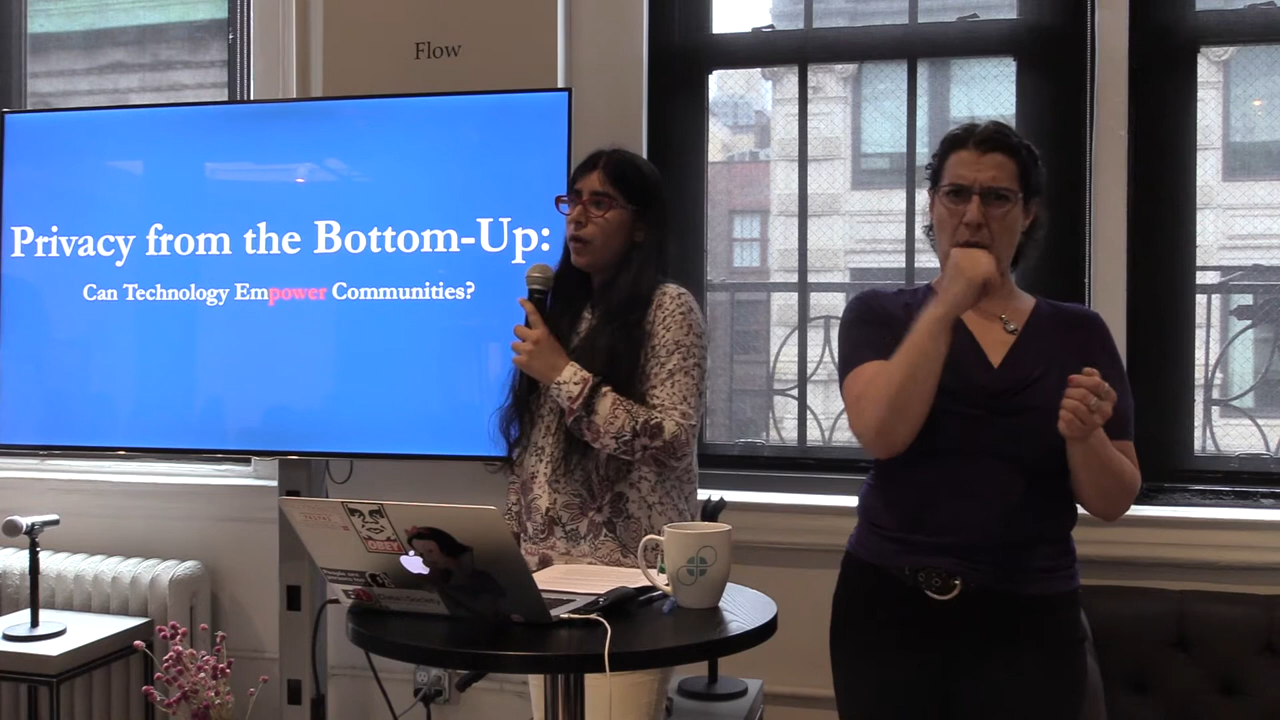 Flow
Privacy from the Bottom-Up:
Can Technology Empower Communities?
OBEY